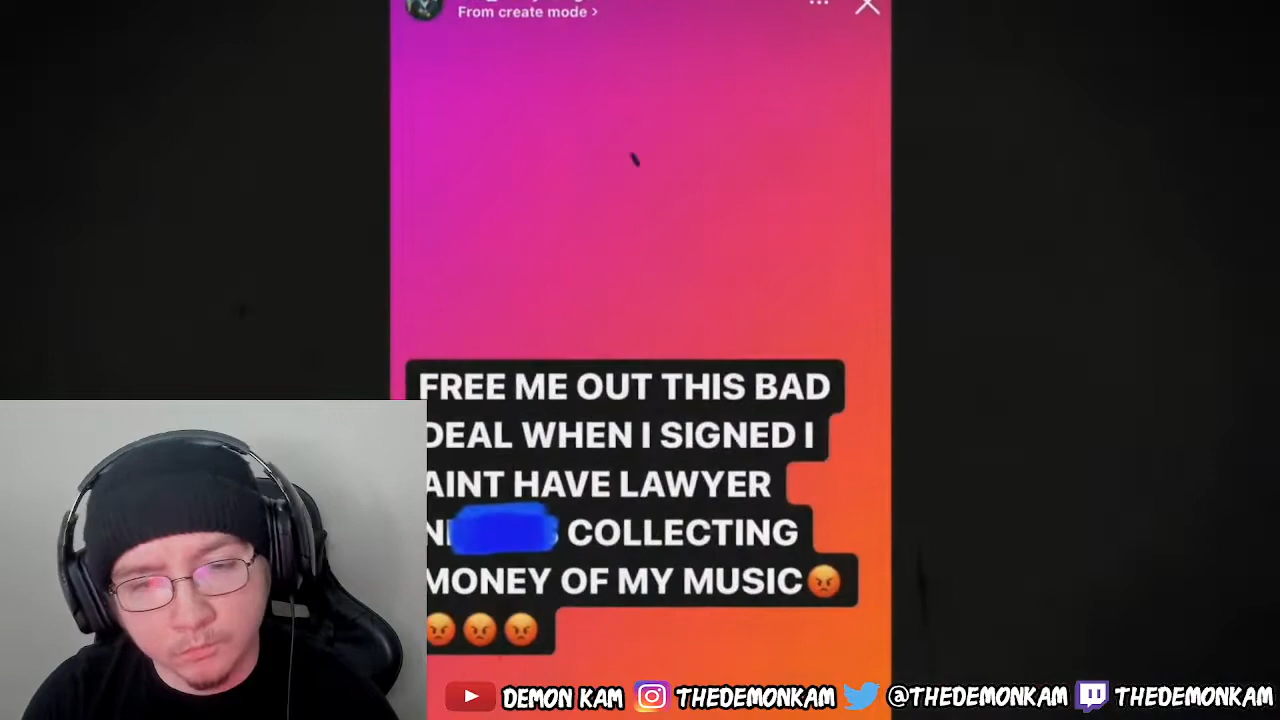 From create mode >
FREE ME OUT THIS BAD
DEAL WHEN I SIGNED I
AINT HAVE LAWYER
COLLECTING
MONEY OF MY MUSIC😡
😡😡😡
DEMON KAM THEDEMONKAM @THEDEMONKAM THEDEMONKAM